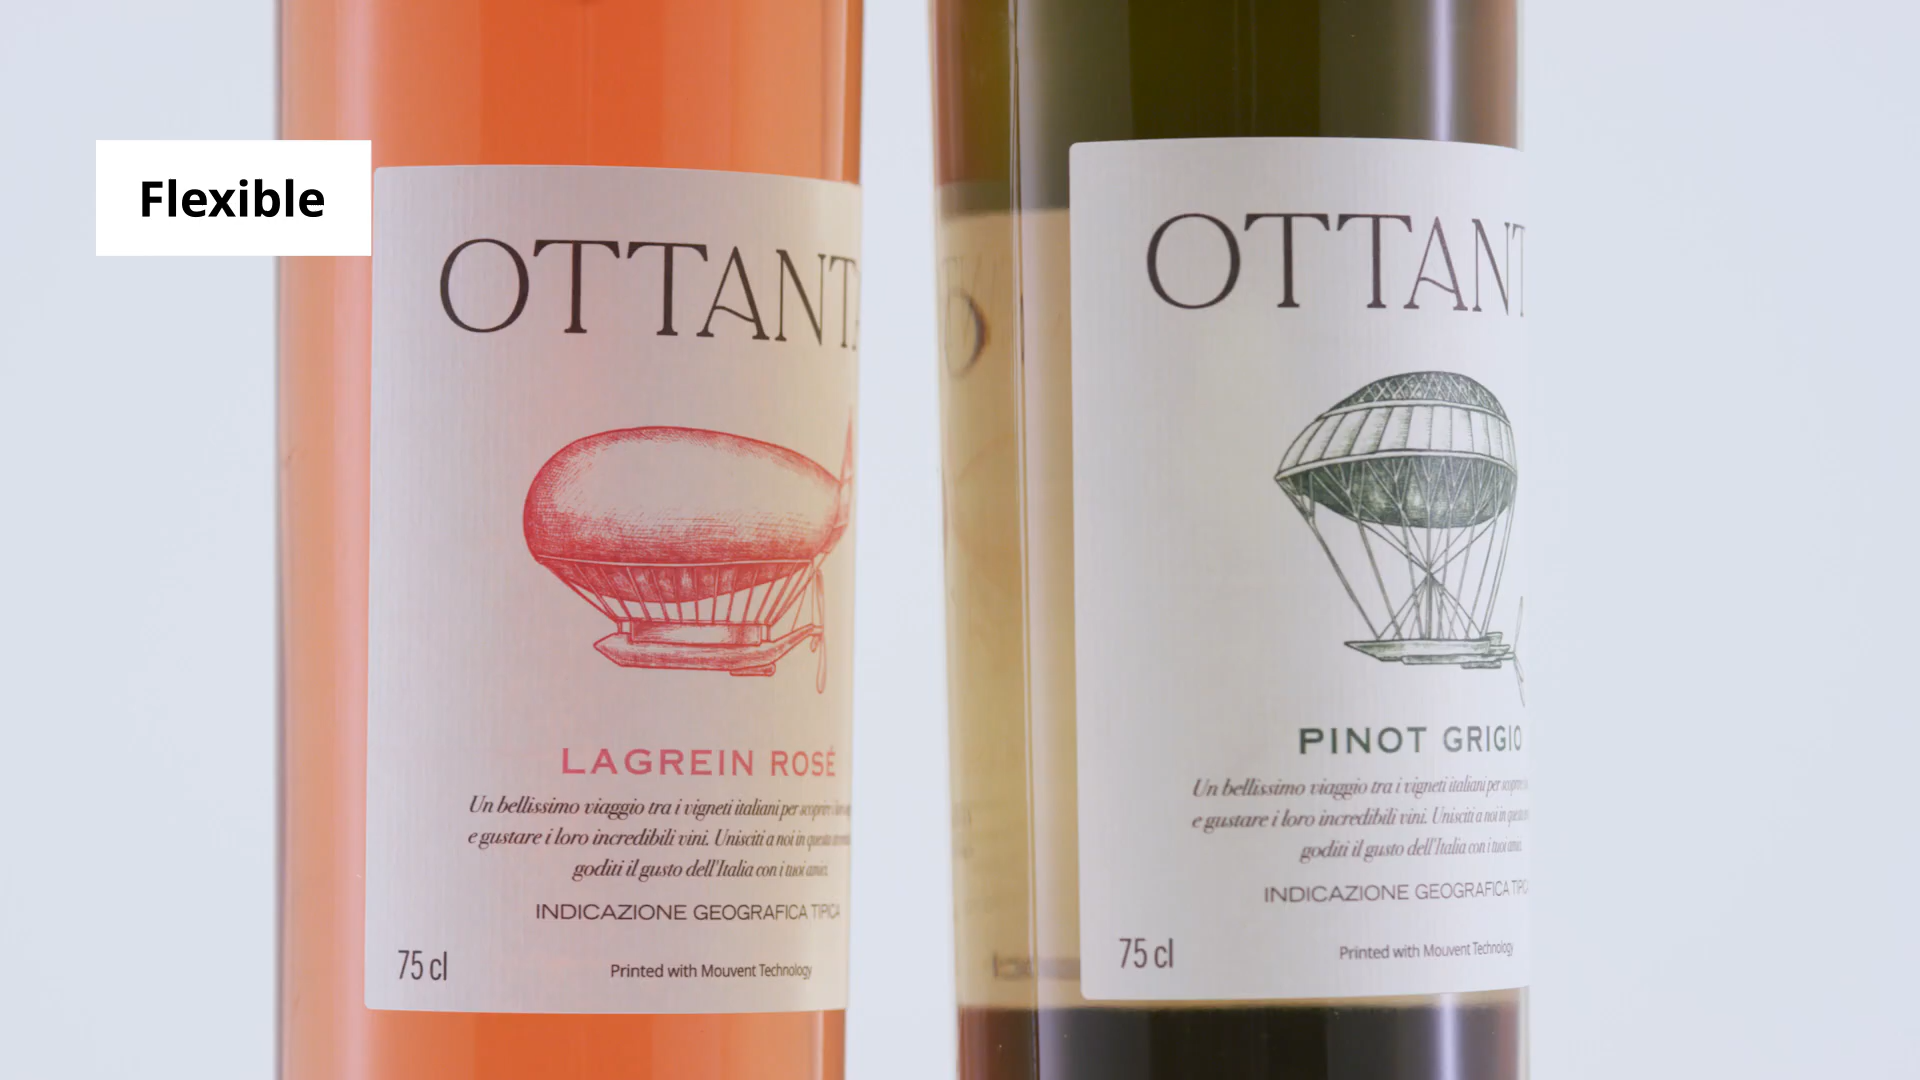 Flexible
OTTANT
LAGREIN ROSÉ
Un bellissimo viaggio tra i vigneti italiani per scoprire
e gustare i loro incredibili vini. Unisciti a noi in questa
goditi il gusto dell'Italia con i tuoi amici.
INDICAZIONE GEOGRAFICA TIPICA
75 cl
Printed with Mouvent Technology
OTTANT
PINOT GRIGIO
Un bellissimo viaggio tra i vigneti italiani per
e gustare i loro incredibili vini. Unisciti a noi in
goditi il gusto dell'Italia con i tuoi amici.
INDICAZIONE GEOGRAFICA TIPIC
75 cl
Printed with Mouvent Technology